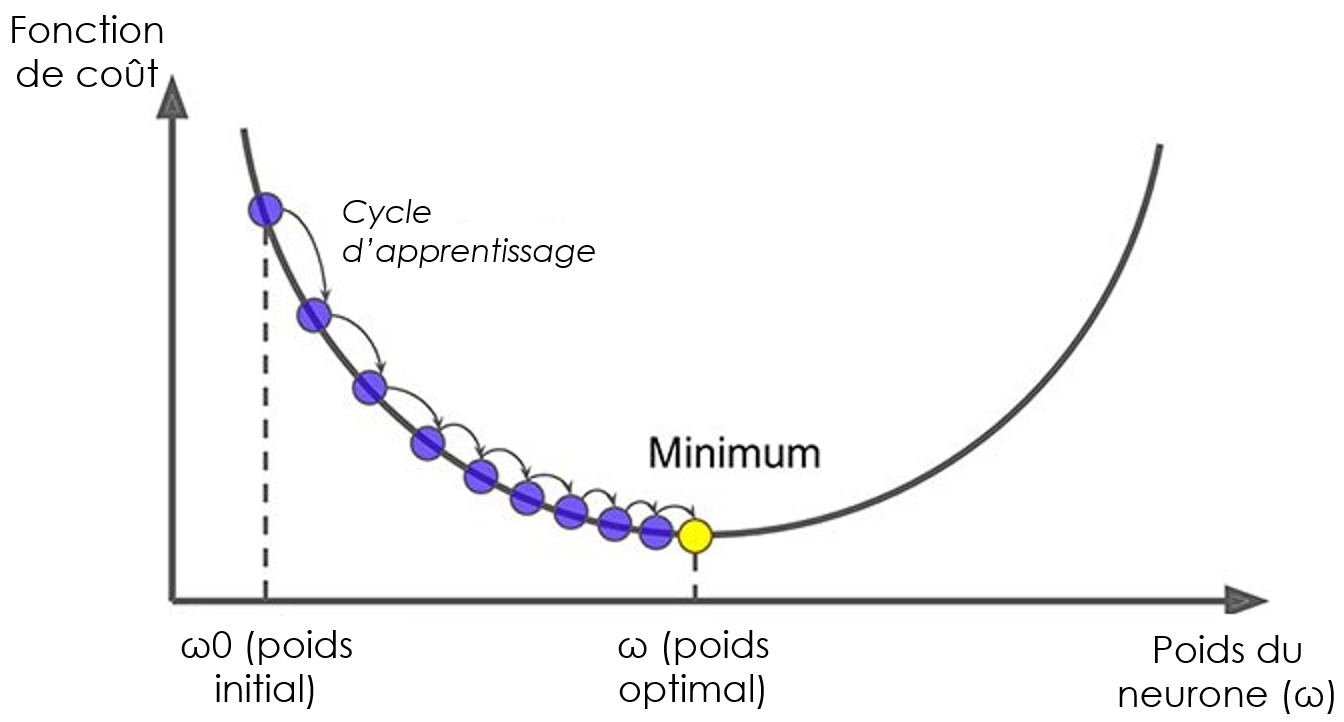 Fonction
de coût
Cycle
d’apprentissage
Minimum
ω0 (poids
initial)
ω (poids
optimal)
Poids du
neurone (ω)